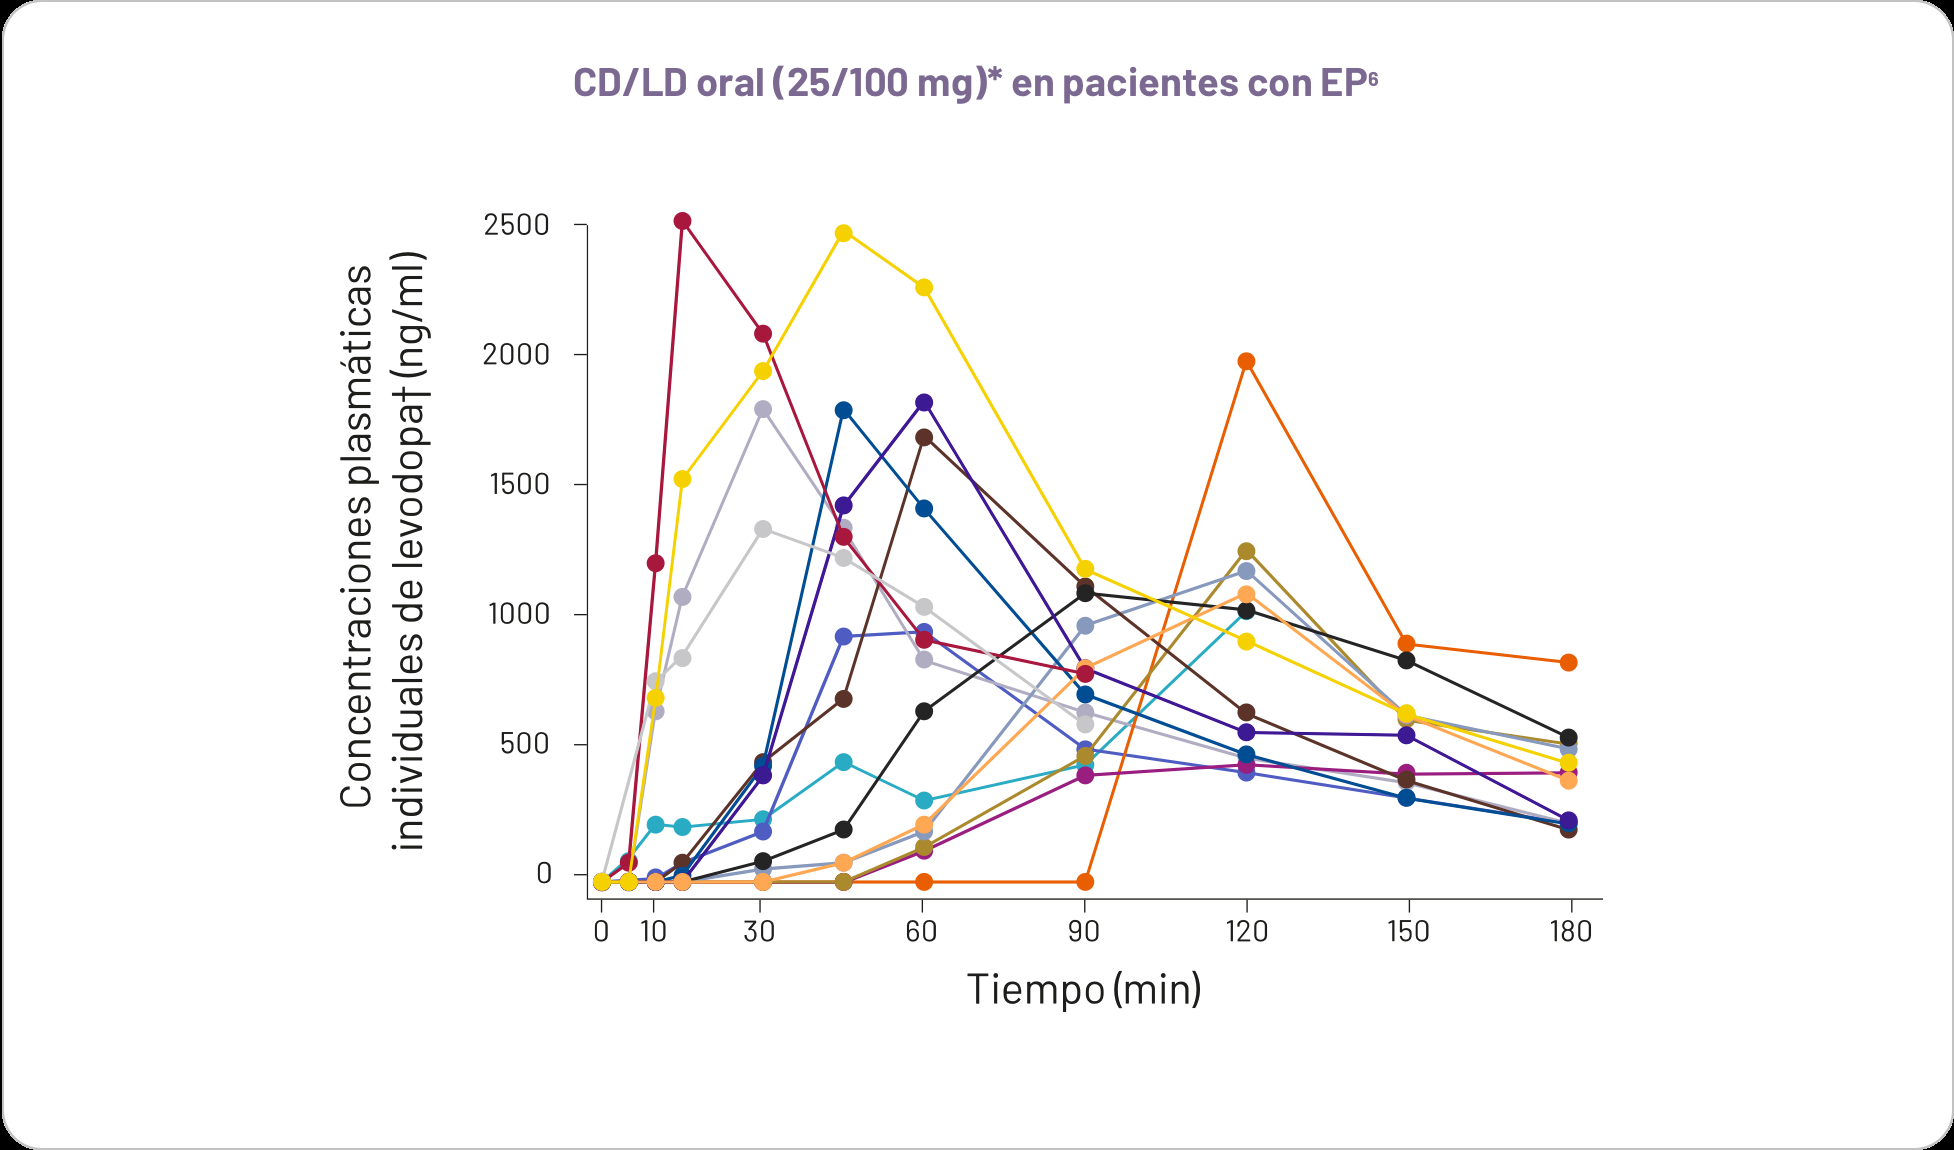 CD/LD oral (25/100 mg)* en pacientes con EP⁶
Concentraciones plasmáticas
individuales de levodopa† (ng/ml)
2500
2000
1500
1000
500
0
0 10 30 60 90 120 150 180
Tiempo (min)